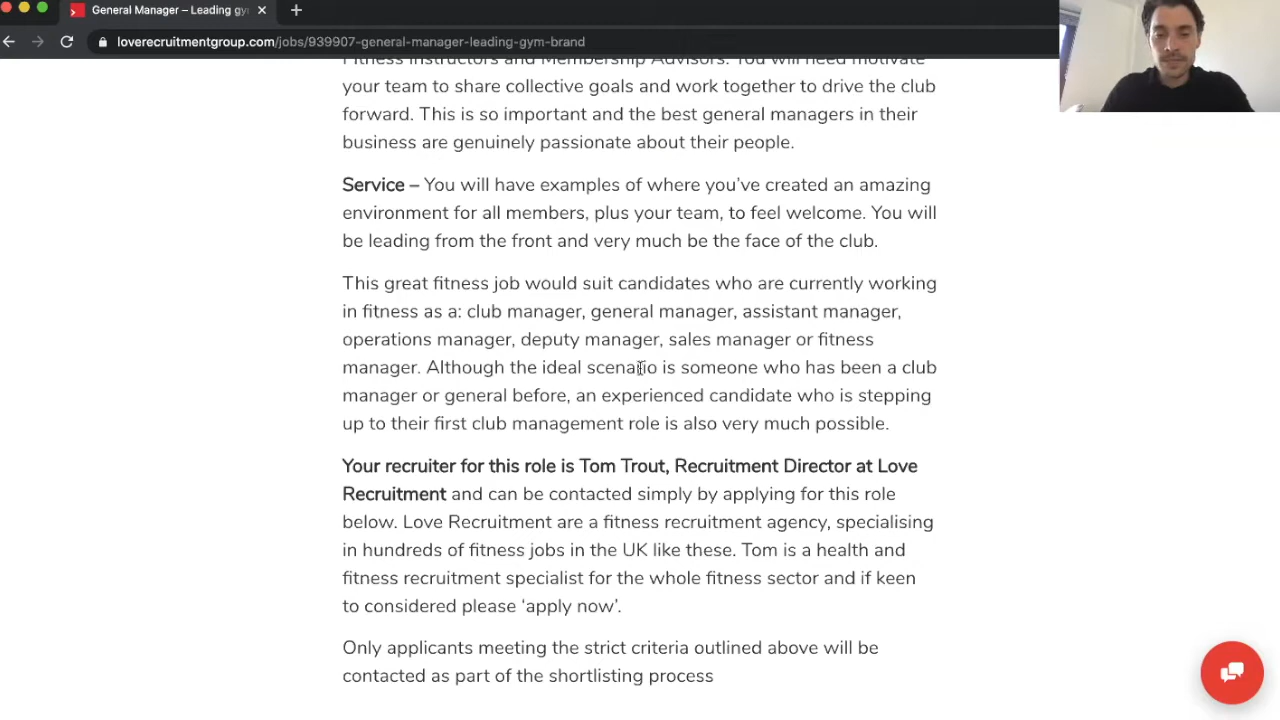 General Manager – Leading gy
loverecruitmentgroup.com/jobs/939907-general-manager-leading-gym-brand
Fitness Instructors and Membership Advisors. You will need motivate
your team to share collective goals and work together to drive the club
forward. This is so important and the best general managers in their
business are genuinely passionate about their people.
Service – You will have examples of where you’ve created an amazing
environment for all members, plus your team, to feel welcome. You will
be leading from the front and very much be the face of the club.
This great fitness job would suit candidates who are currently working
in fitness as a: club manager, general manager, assistant manager,
operations manager, deputy manager, sales manager or fitness
manager. Although the ideal scenario is someone who has been a club
manager or general before, an experienced candidate who is stepping
up to their first club management role is also very much possible.
Your recruiter for this role is Tom Trout, Recruitment Director at Love
Recruitment and can be contacted simply by applying for this role
below. Love Recruitment are a fitness recruitment agency, specialising
in hundreds of fitness jobs in the UK like these. Tom is a health and
fitness recruitment specialist for the whole fitness sector and if keen
to considered please ‘apply now’.
Only applicants meeting the strict criteria outlined above will be
contacted as part of the shortlisting process